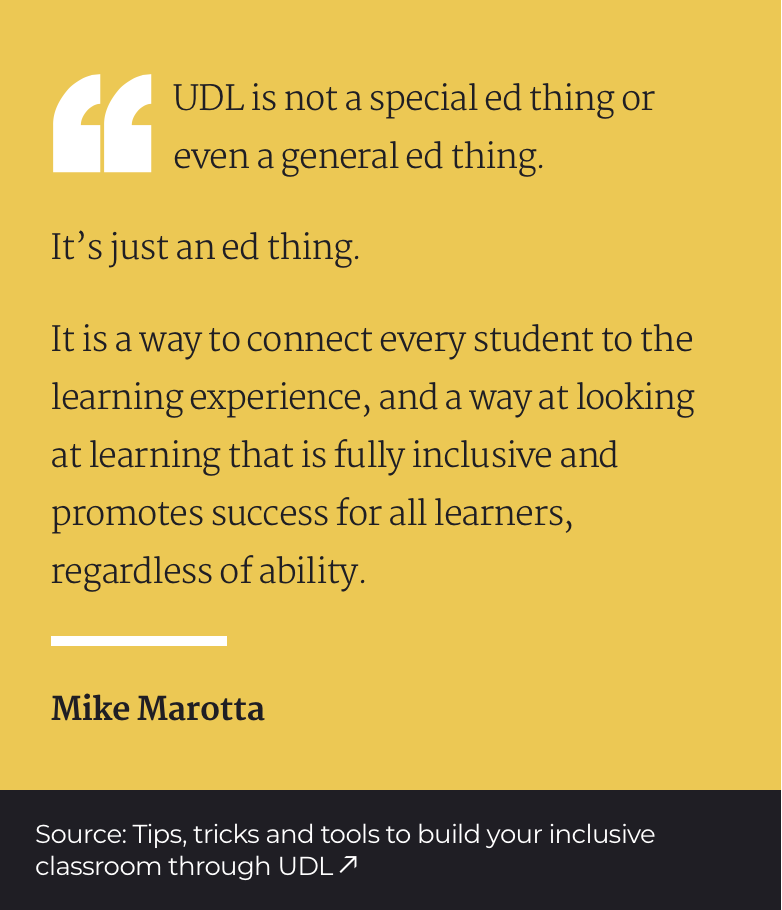 “ UDL is not a special ed thing or
even a general ed thing.
It’s just an ed thing.
It is a way to connect every student to the
learning experience, and a way at looking
at learning that is fully inclusive and
promotes success for all learners,
regardless of ability.
Mike Marotta
Source: Tips, tricks and tools to build your inclusive
classroom through UDL ↗